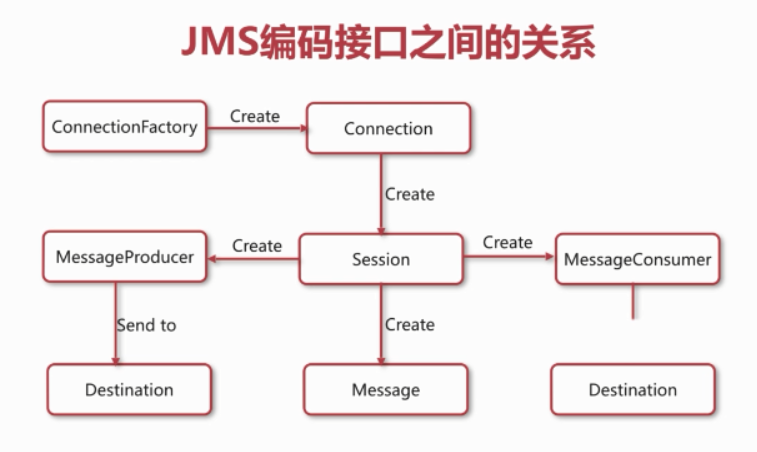 JMS编码接口之间的关系
ConnectionFactory
Create
Connection
Create
MessageProducer
Create
Session
Create
MessageConsumer
Send to
Create
Destination
Message
Destination